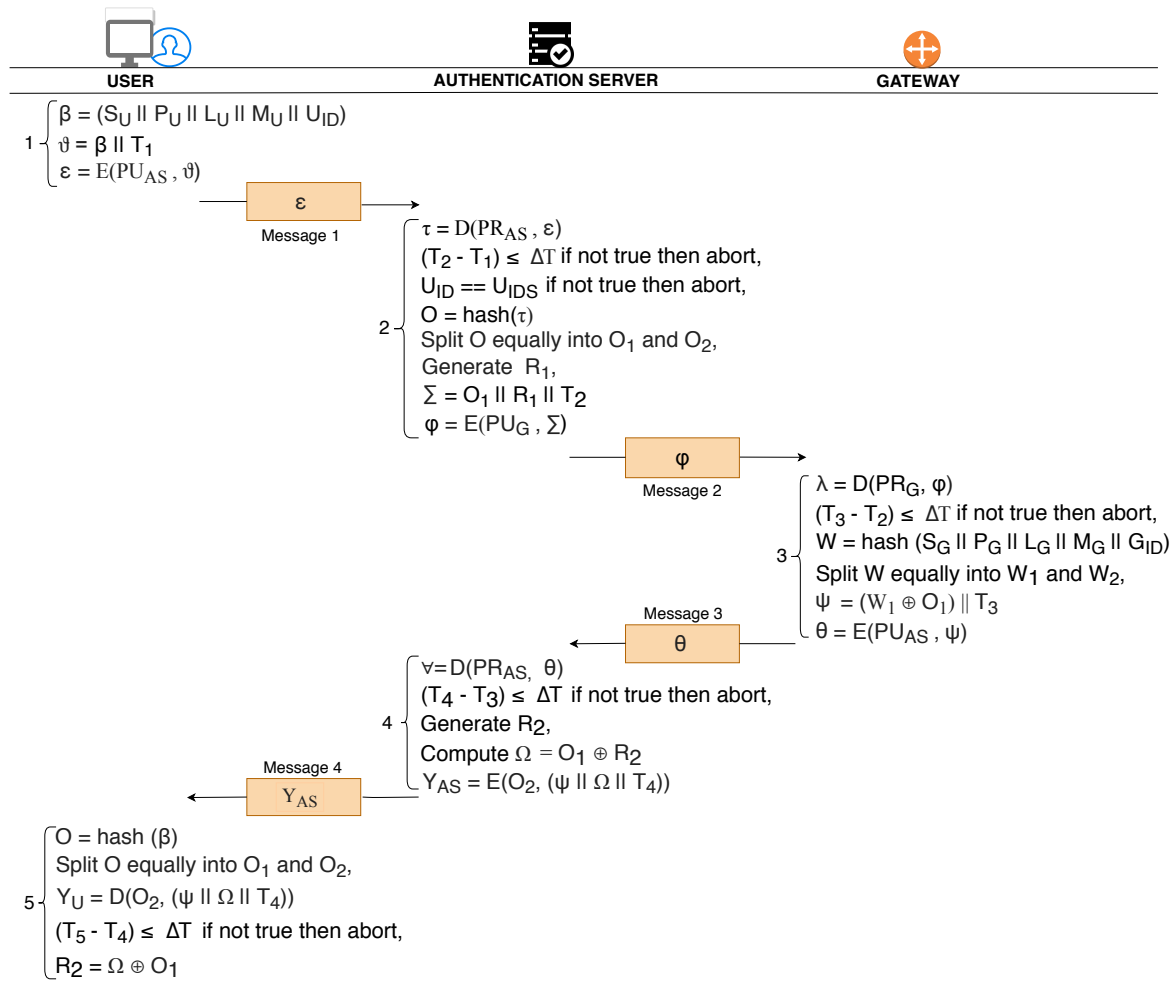 USER
AUTHENTICATION SERVER
GATEWAY
1
β = (S_U || P_U || L_U || M_U || U_ID)
ϑ = β || T_1
ε = E(PU_AS , ϑ)
ε
Message 1
2
τ = D(PR_AS , ε)
(T_2 - T_1) ≤ ΔT if not true then abort,
U_ID == U_IDS if not true then abort,
O = hash(τ)
Split O equally into O_1 and O_2,
Generate R_1,
Σ = O_1 || R_1 || T_2
φ = E(PU_G , Σ)
φ
Message 2
3
λ = D(PR_G, φ)
(T_3 - T_2) ≤ ΔT if not true then abort,
W = hash (S_G || P_G || L_G || M_G || G_ID)
Split W equally into W_1 and W_2,
ψ = (W_1 ⊕ O_1) || T_3
θ = E(PU_AS , ψ)
Message 3
θ
4
∀=D(PR_AS, θ)
(T_4 - T_3) ≤ ΔT if not true then abort,
Generate R_2,
Compute Ω = O_1 ⊕ R_2
Y_AS = E(O_2, (ψ || Ω || T_4))
Message 4
Y_AS
5
O = hash (β)
Split O equally into O_1 and O_2,
Y_U = D(O_2, (ψ || Ω || T_4))
(T_5 - T_4) ≤ ΔT if not true then abort,
R_2 = Ω ⊕ O_1